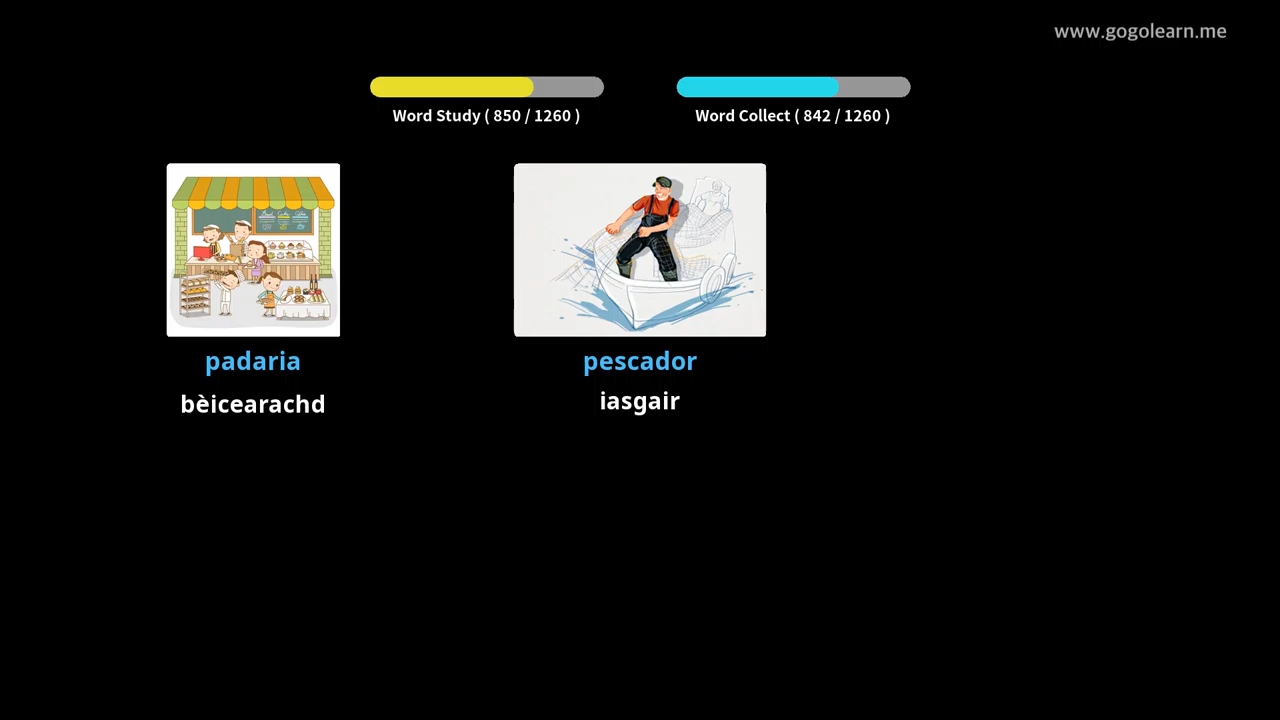 www.gogolearn.me
Word Study ( 850 / 1260 )
Word Collect ( 842 / 1260 )
padaria
bèicearachd
pescador
iasgair